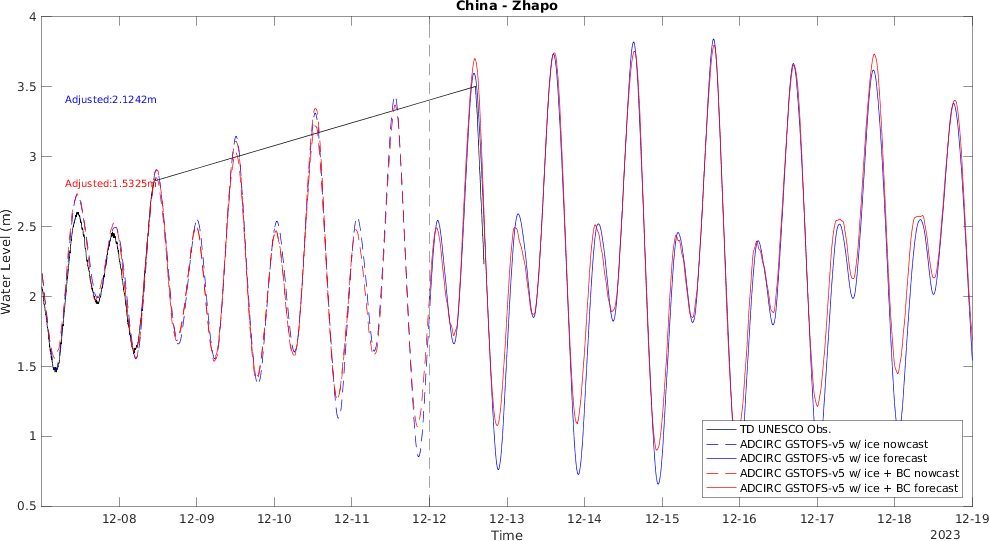 China - Zhapo
4
3.5
3
2.5
2
1.5
1
0.5
Water Level (m)
Adjusted:2.1242m
Adjusted:1.5325m
TD UNESCO Obs.
ADCIRC GSTOFS-v5 w/ ice nowcast
ADCIRC GSTOFS-v5 w/ ice forecast
ADCIRC GSTOFS-v5 w/ ice + BC nowcast
ADCIRC GSTOFS-v5 w/ ice + BC forecast
12-08 12-09 12-10 12-11 12-12 12-13 12-14 12-15 12-16 12-17 12-18 12-19
Time
2023